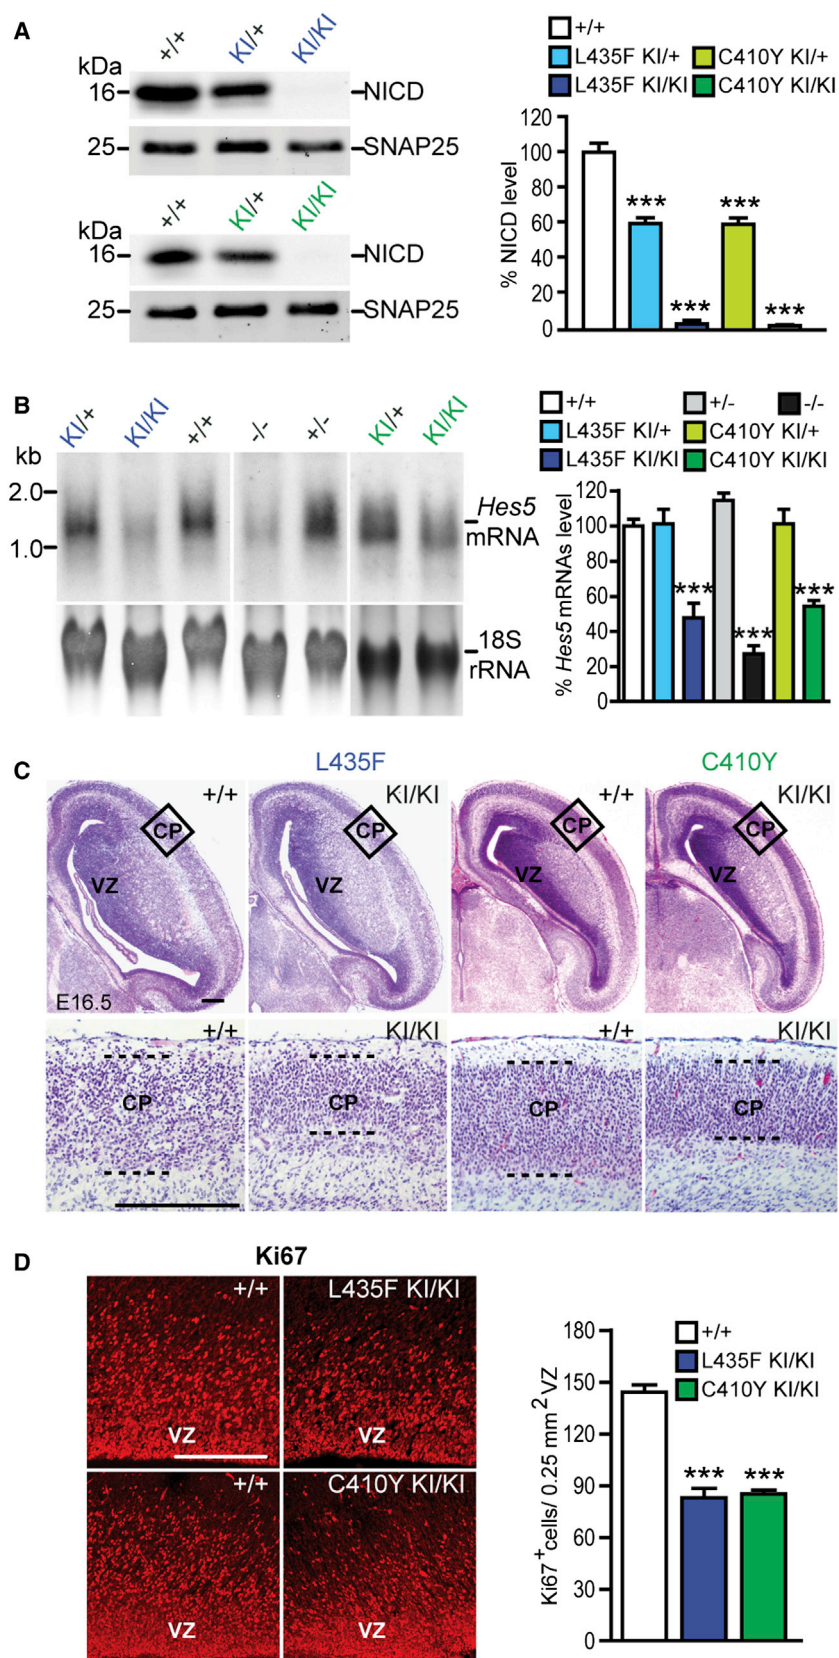 A
+/+ KI/+ KI/KI
kDa
16 NICD
25 SNAP25
+/+ KI/+ KI/KI
kDa
16 NICD
25 SNAP25
+/+
L435F KI/+ C410Y KI/+
L435F KI/KI C410Y KI/KI
120
100
80
60
40
20
0
% NICD level
*** *** *** ***
B
KI/+ KI/KI +/+ -/- +/- KI/+ KI/KI
kb
2.0
1.0
Hes5
mRNA
18S
rRNA
+/+ +/- -/-
L435F KI/+ C410Y KI/+
L435F KI/KI C410Y KI/KI
120
100
80
60
40
20
0
% Hes5 mRNAs level
*** *** ***
C
L435F C410Y
+/+ KI/KI +/+ KI/KI
CP CP CP CP
VZ VZ VZ VZ
E16.5
+/+ KI/KI +/+ KI/KI
CP CP CP CP
D
Ki67
+/+ L435F KI/KI
VZ VZ
+/+ C410Y KI/KI
VZ VZ
+/+
L435F KI/KI
C410Y KI/KI
180
150
120
90
60
30
0
Ki67+cells/ 0.25 mm2 VZ
*** ***